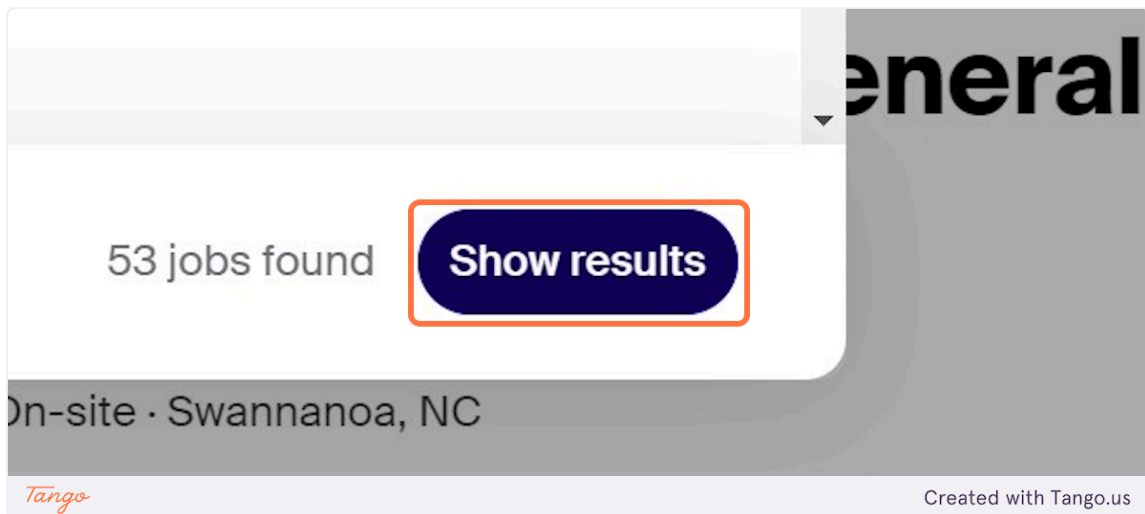 eneral
53 jobs found
Show results
On-site · Swannanoa, NC
Tango
Created with Tango.us